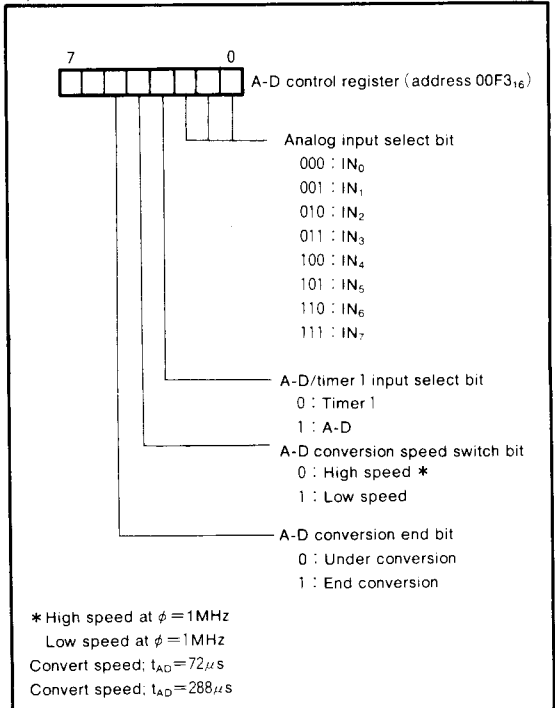 7 0
A-D control register (address 00F3₁₆)
Analog input select bit
000 : IN₀
001 : IN₁
010 : IN₂
011 : IN₃
100 : IN₄
101 : IN₅
110 : IN₆
111 : IN₇
A-D/timer 1 input select bit
0 : Timer 1
1 : A-D
A-D conversion speed switch bit
0 : High speed *
1 : Low speed
A-D conversion end bit
0 : Under conversion
1 : End conversion
* High speed at φ = 1MHz
Low speed at φ = 1MHz
Convert speed; tAD = 72μs
Convert speed; tAD = 288μs